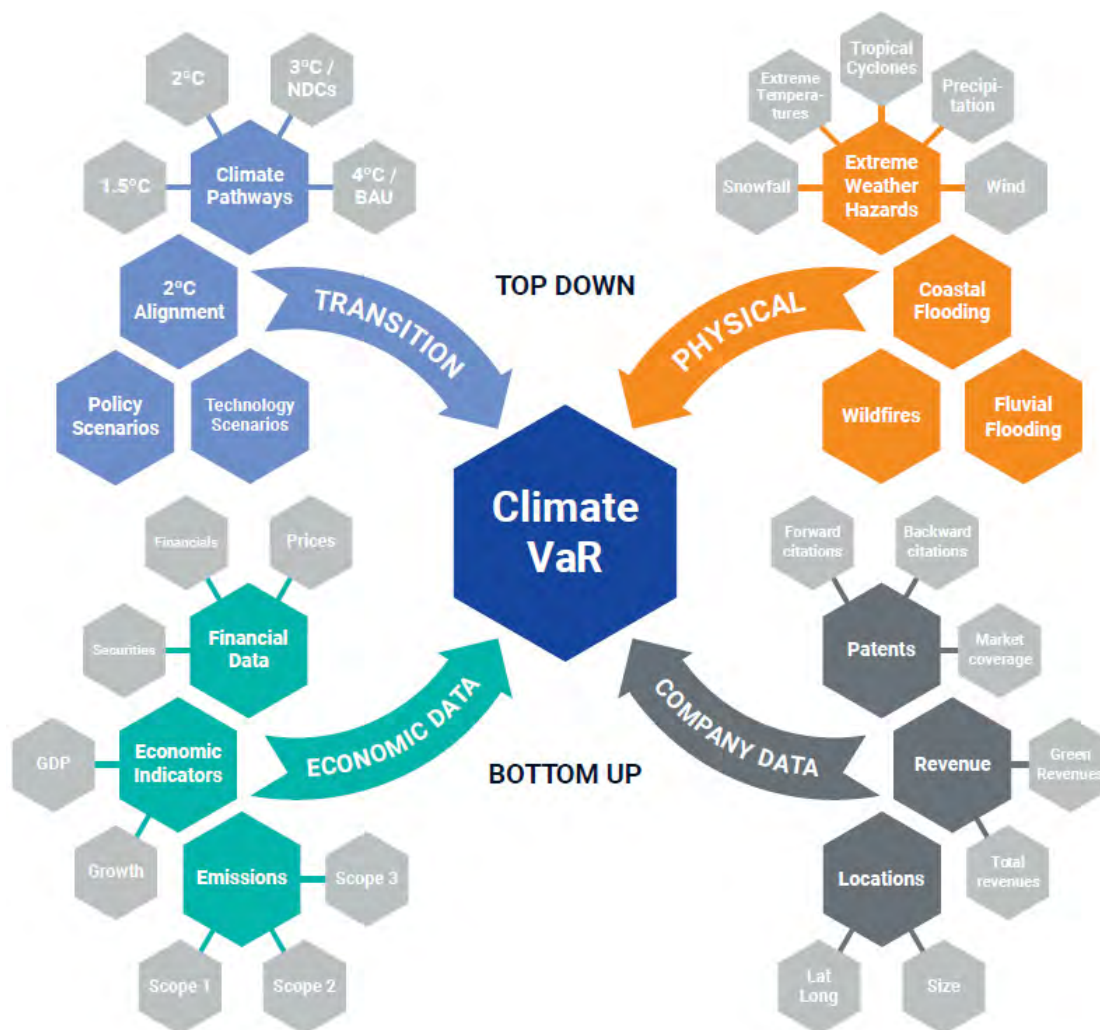 2°C
3°C /
NDCs
1.5°C
Climate
Pathways
4°C /
BAU
2°C
Alignment
Policy
Scenarios
Technology
Scenarios
TRANSITION
TOP DOWN
Tropical
Cyclones
Extreme
Tempera-
tures
Precipi-
tation
Snowfall
Extreme
Weather
Hazards
Wind
PHYSICAL
Coastal
Flooding
Wildfires
Fluvial
Flooding
Climate
VaR
Financials
Prices
Securities
Financial
Data
GDP
Economic
Indicators
Growth
Emissions
Scope 3
Scope 1
Scope 2
ECONOMIC DATA
BOTTOM UP
Forward
citations
Backward
citations
Patents
Market
coverage
COMPANY DATA
Revenue
Green
Revenues
Total
revenues
Locations
Lat
Long
Size